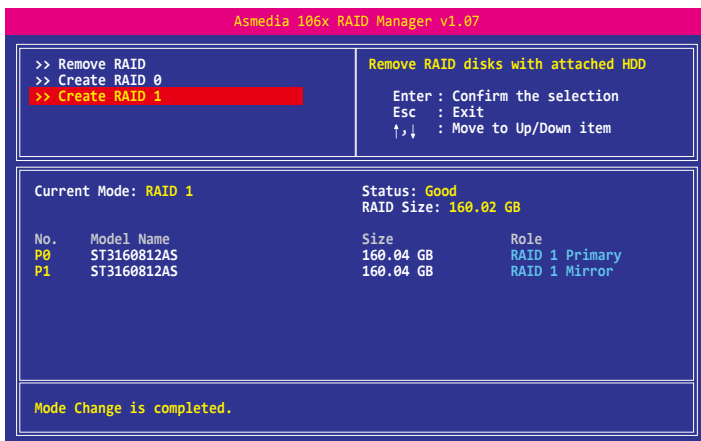 Asmedia 106x RAID Manager v1.07
>> Remove RAID
>> Create RAID 0
>> Create RAID 1
Remove RAID disks with attached HDD
Enter : Confirm the selection
Esc : Exit
↑,↓ : Move to Up/Down item
Current Mode: RAID 1
Status: Good
RAID Size: 160.02 GB
No. Model Name Size Role
P0 ST3160812AS 160.04 GB RAID 1 Primary
P1 ST3160812AS 160.04 GB RAID 1 Mirror
Mode Change is completed.